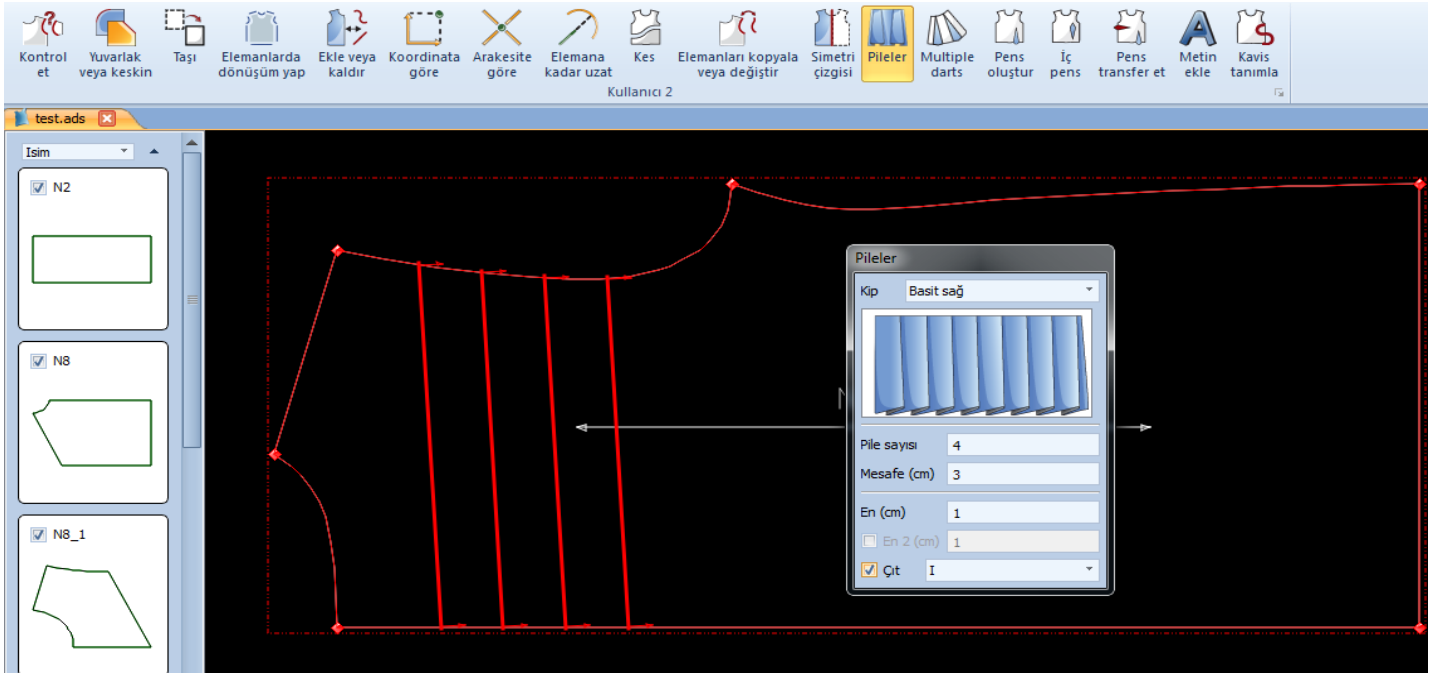 Kontrol et
Yuvarlak veya keskin
Taşı
Elemanlarda dönüşüm yap
Ekle veya kaldır
Koordinata göre
Arakesite göre
Elemana kadar uzat
Kes
Elemanları kopyala veya değiştir
Simetri çizgisi
Pileler
Multiple darts
Pens oluştur
İç pens
Pens transfer et
Metin ekle
Kavis tanımla
Kullanıcı 2
test.ads
Isim
N2
N8
N8_1
Pileler
Kip Basit sağ
Pile sayısı 4
Mesafe (cm) 3
En (cm) 1
En 2 (cm) 1
Çıt I